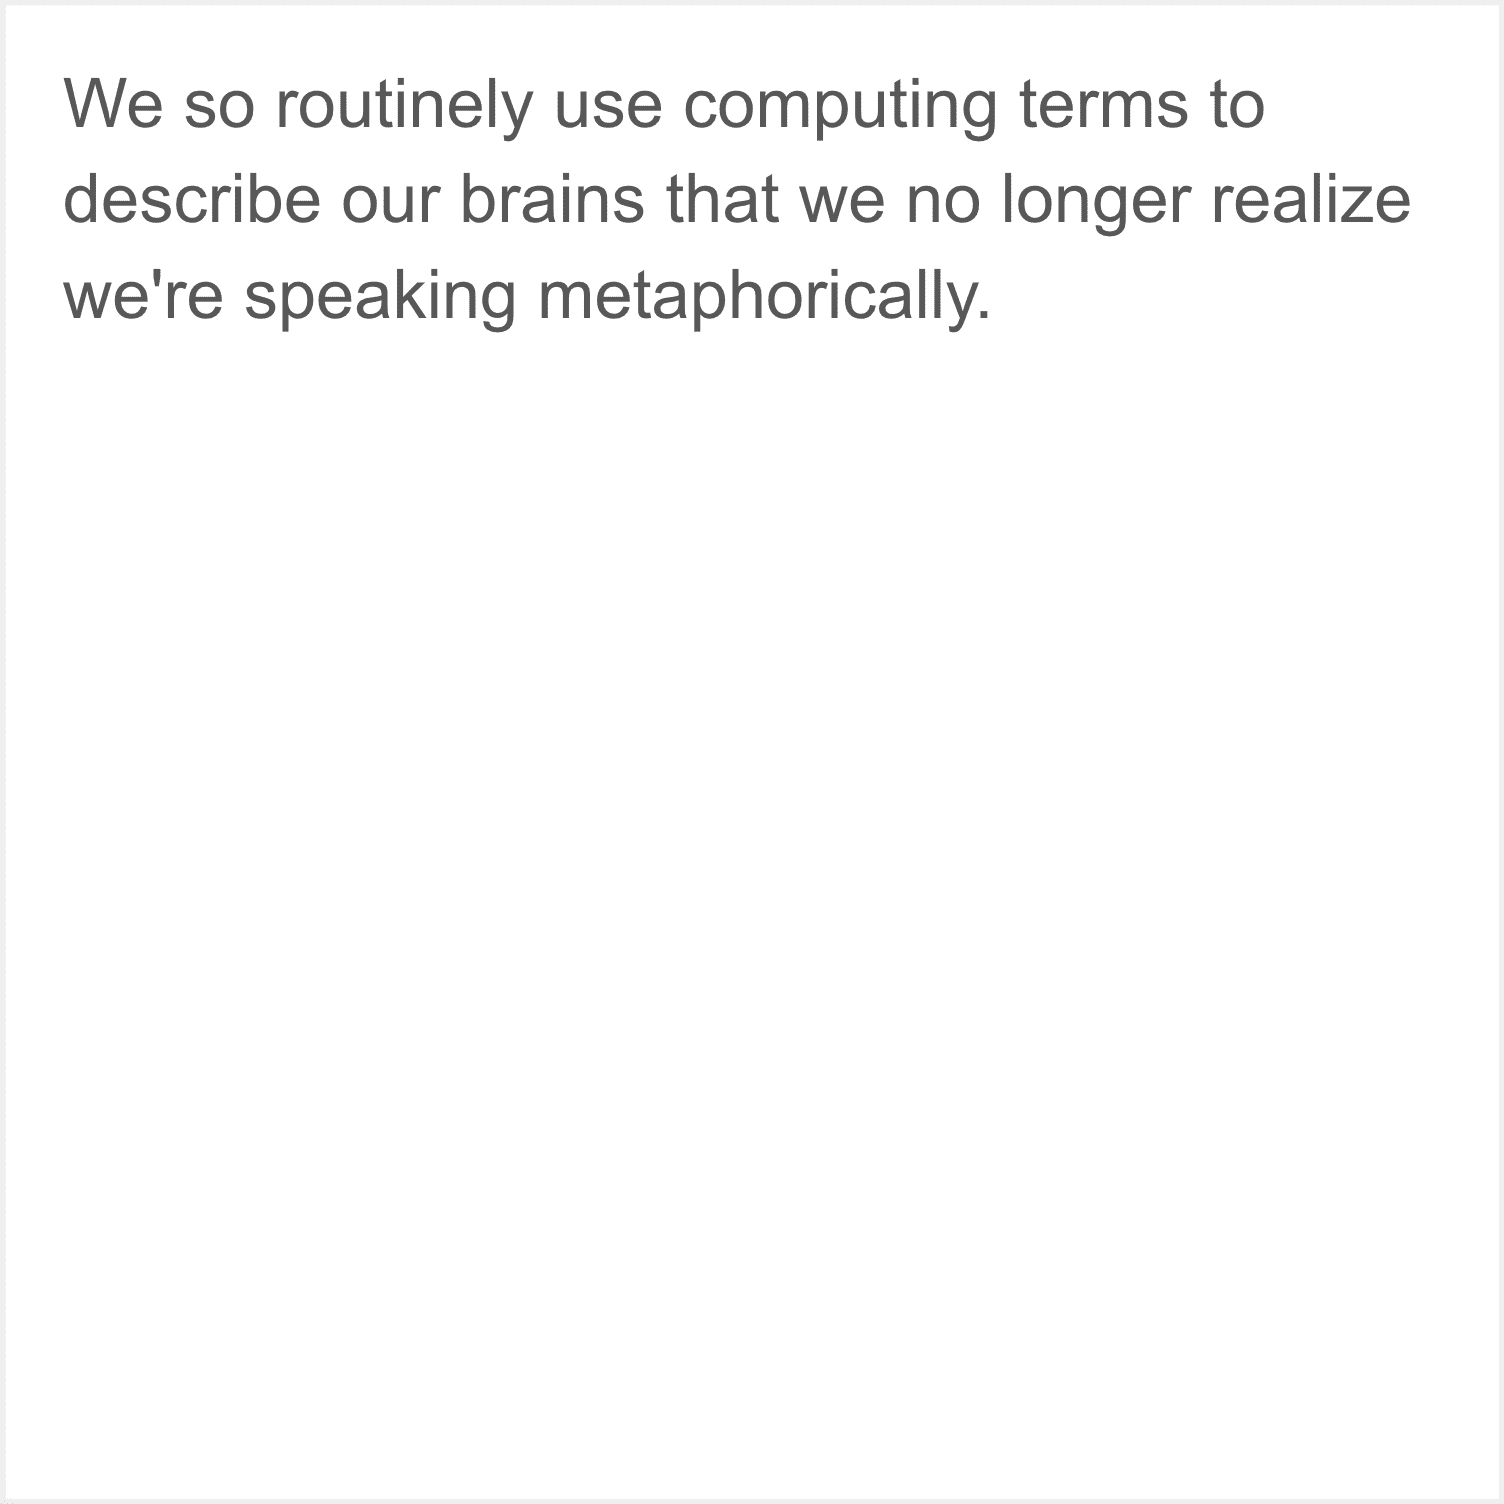 We so routinely use computing terms to
describe our brains that we no longer realize
we're speaking metaphorically.